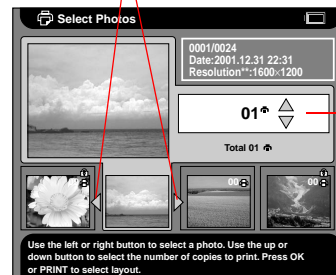 Select Photos
0001/0024
Date:2001.12.31 22:31
Resolution**:1600×1200
01
Total 01
00
00
Use the left or right button to select a photo. Use the up or
down button to select the number of copies to print. Press OK
or PRINT to select layout.